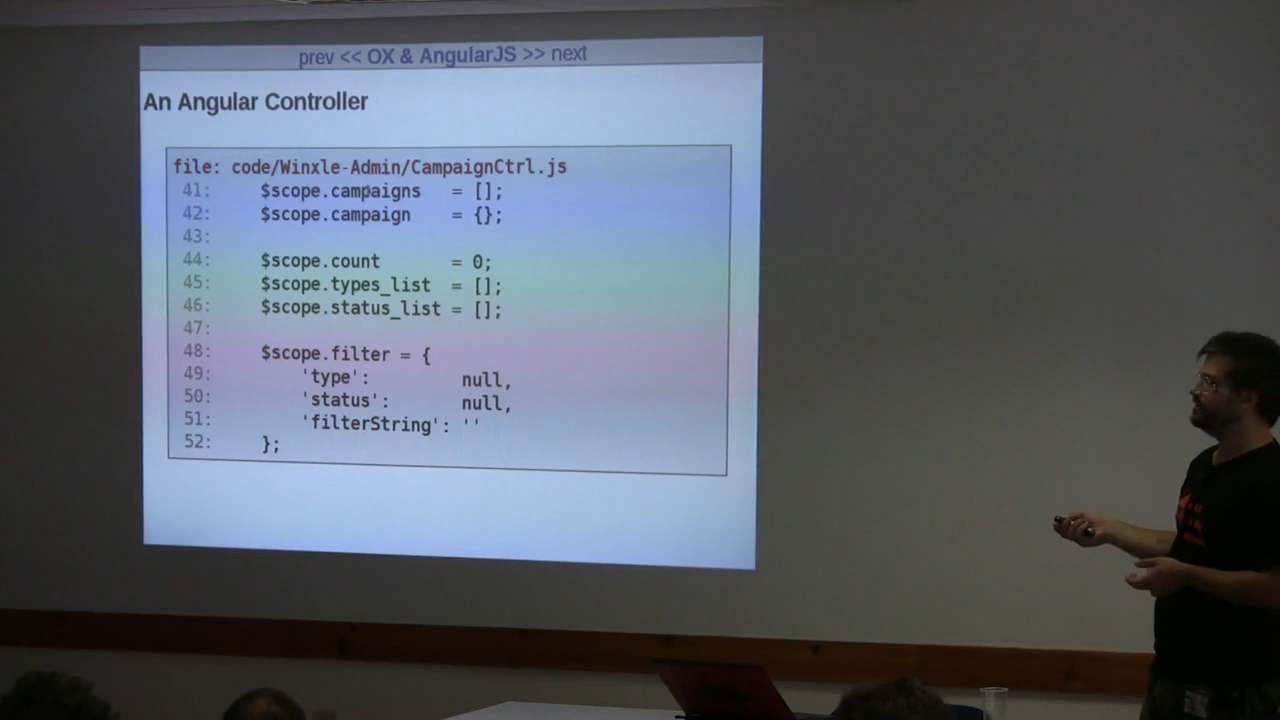 prev << OX & AngularJS >> next
An Angular Controller
file: code/Winxle-Admin/CampaignCtrl.js
41: $scope.campaigns = [];
42: $scope.campaign = {};
43:
44: $scope.count = 0;
45: $scope.types_list = [];
46: $scope.status_list = [];
47:
48: $scope.filter = {
49: 'type': null,
50: 'status': null,
51: 'filterString': ''
52: };